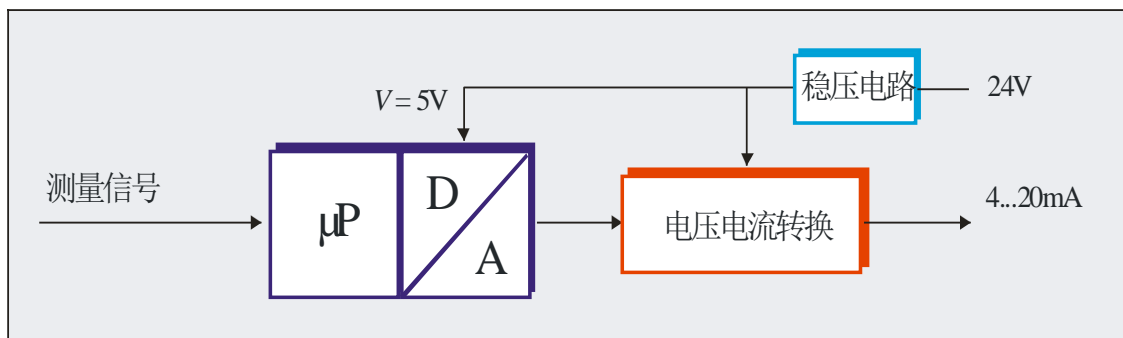 稳压电路
24V
V = 5V
测量信号
μP
D
A
电压电流转换
4...20mA